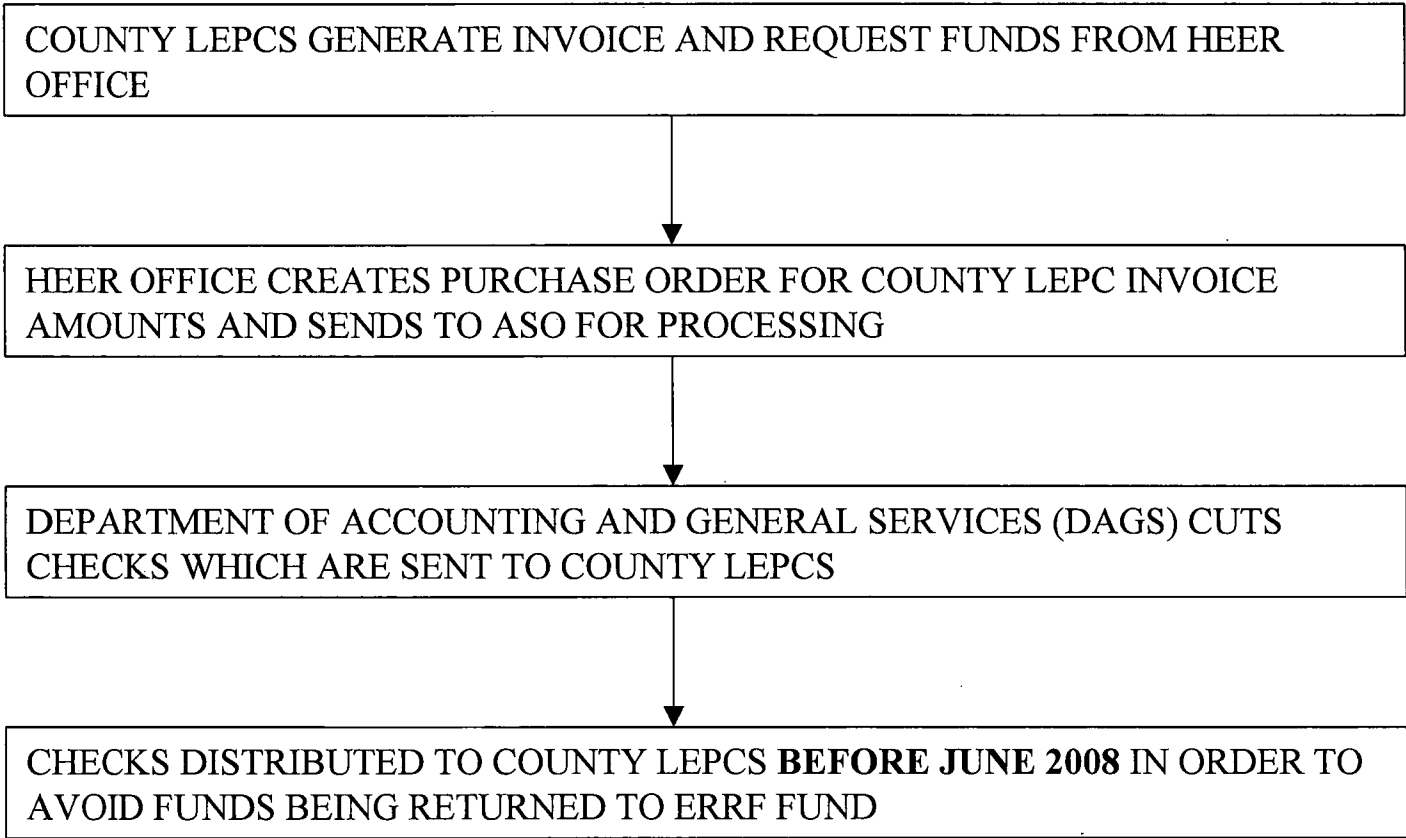 COUNTY LEPCS GENERATE INVOICE AND REQUEST FUNDS FROM HEER
OFFICE
HEER OFFICE CREATES PURCHASE ORDER FOR COUNTY LEPC INVOICE
AMOUNTS AND SENDS TO ASO FOR PROCESSING
DEPARTMENT OF ACCOUNTING AND GENERAL SERVICES (DAGS) CUTS
CHECKS WHICH ARE SENT TO COUNTY LEPCS
CHECKS DISTRIBUTED TO COUNTY LEPCS BEFORE JUNE 2008 IN ORDER TO
AVOID FUNDS BEING RETURNED TO ERRF FUND